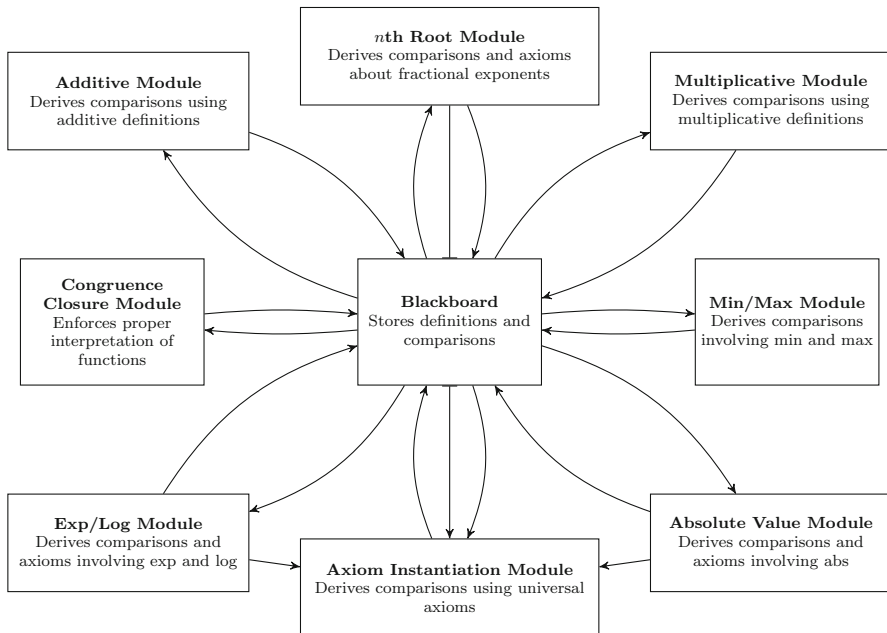 nth Root Module
Derives comparisons and axioms
about fractional exponents
Additive Module
Derives comparisons using
additive definitions
Multiplicative Module
Derives comparisons using
multiplicative definitions
Congruence
Closure Module
Enforces proper
interpretation of
functions
Blackboard
Stores definitions and
comparisons
Min/Max Module
Derives comparisons
involving min and max
Exp/Log Module
Derives comparisons and
axioms involving exp and log
Axiom Instantiation Module
Derives comparisons using universal
axioms
Absolute Value Module
Derives comparisons and
axioms involving abs